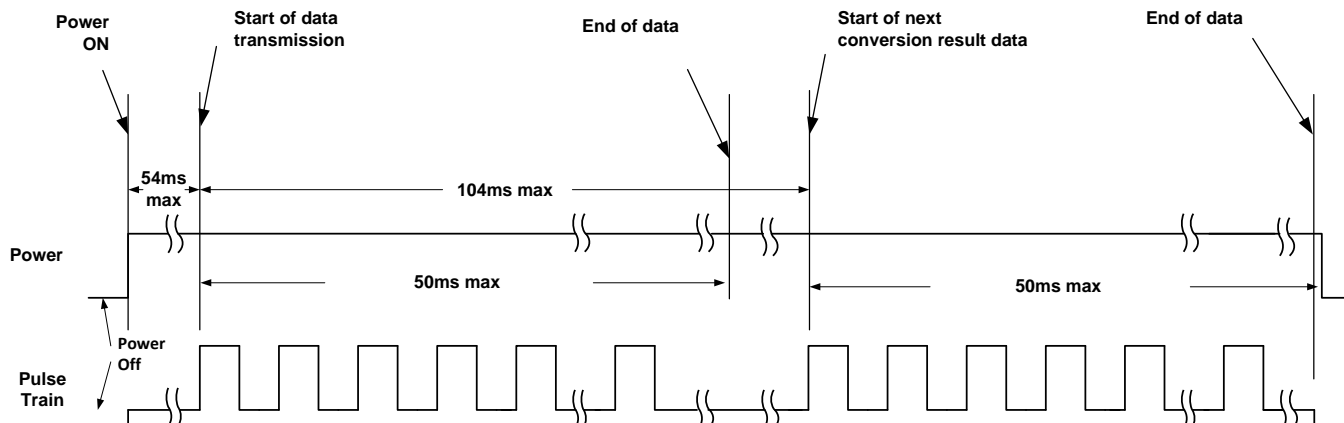 Power
ON
Start of data
transmission
End of data
Start of next
conversion result data
End of data
54ms
max
104ms max
Power
50ms max
50ms max
Power
Off
Pulse
Train